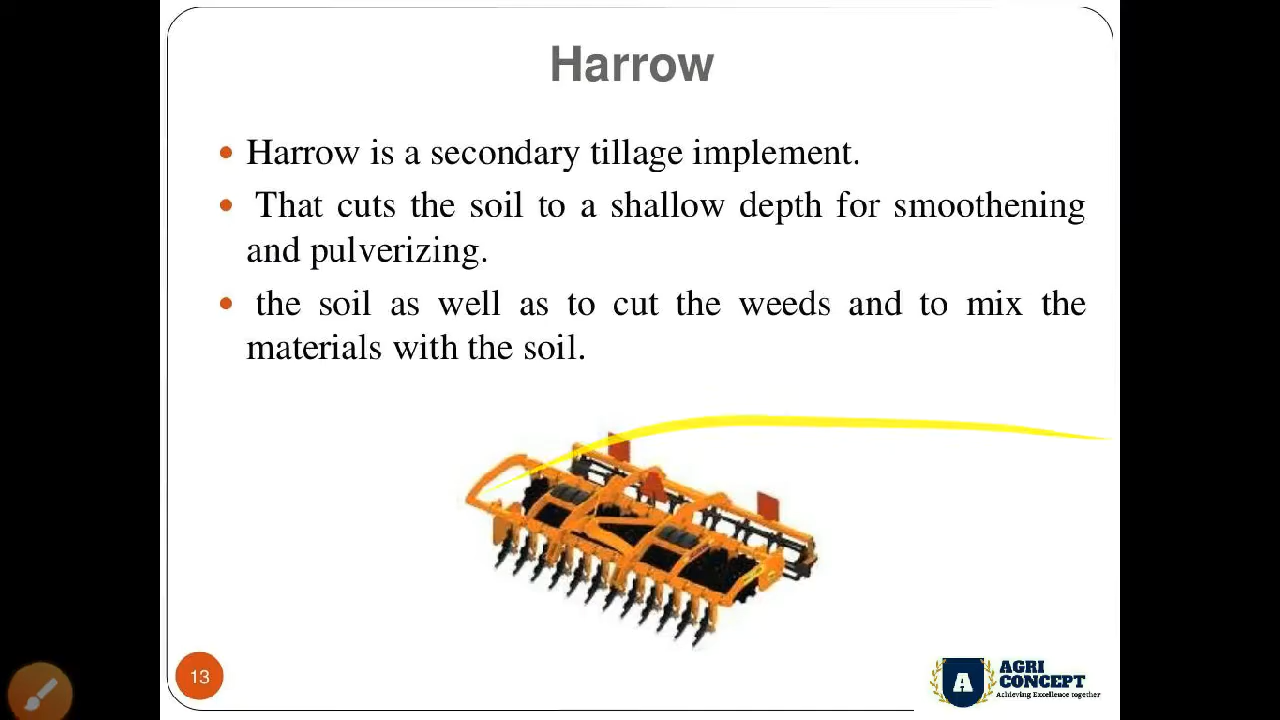 Harrow
Harrow is a secondary tillage implement.
That cuts the soil to a shallow depth for smoothening
and pulverizing.
the soil as well as to cut the weeds and to mix the
materials with the soil.
13
A
AGRI
CONCEPT
Achieving Excellence together